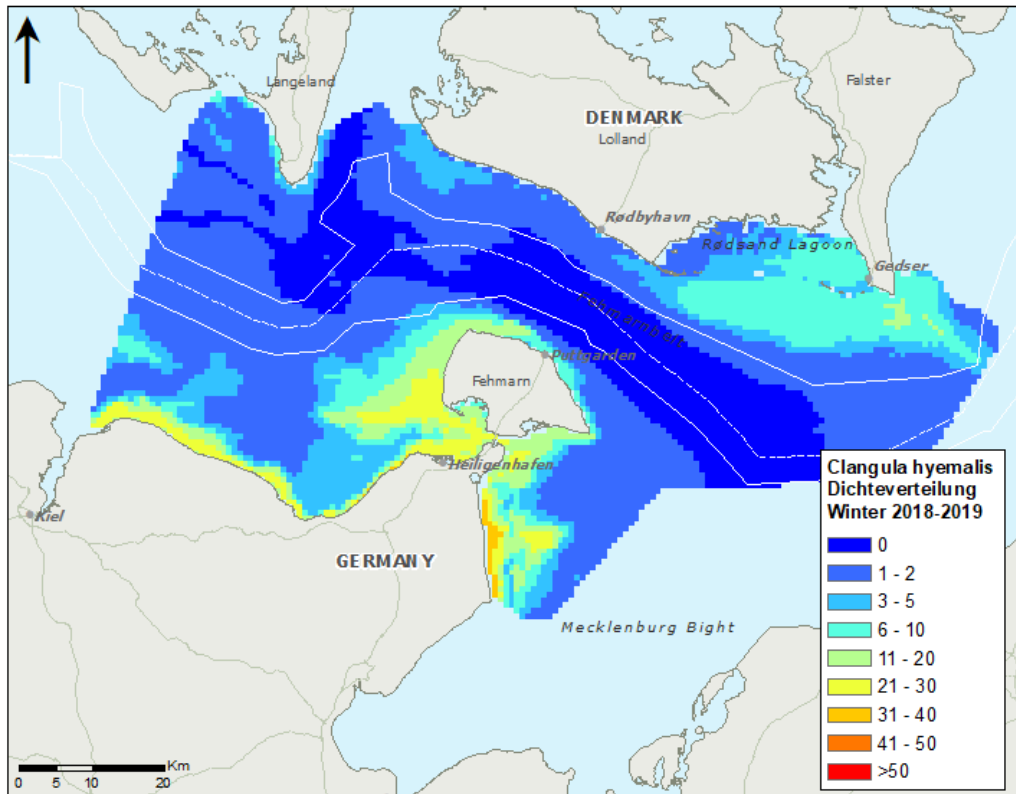 Langeland
Falster
DENMARK
Lolland
Rødbyhavn
Rødsand Lagoon
Gedser
Fehmarnbelt
Puttgarden
Fehmarn
Heiligenhafen
Kiel
GERMANY
Mecklenburg Bight
Clangula hyemalis
Dichteverteilung
Winter 2018-2019
0
1 - 2
3 - 5
6 - 10
11 - 20
21 - 30
31 - 40
41 - 50
>50
Km
0 5 10 20